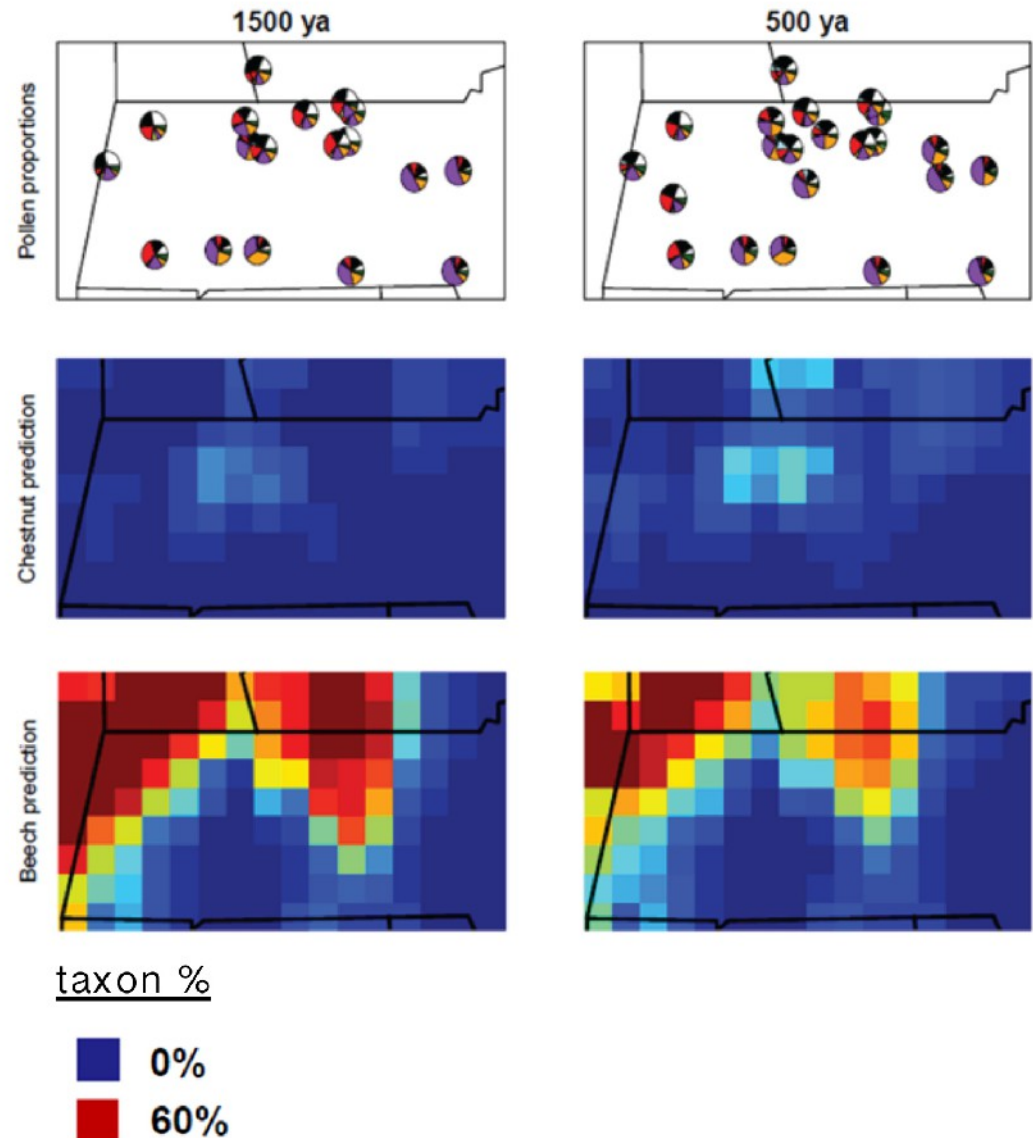 1500 ya
500 ya
Pollen proportions
Chestnut prediction
Beech prediction
taxon %
0%
60%